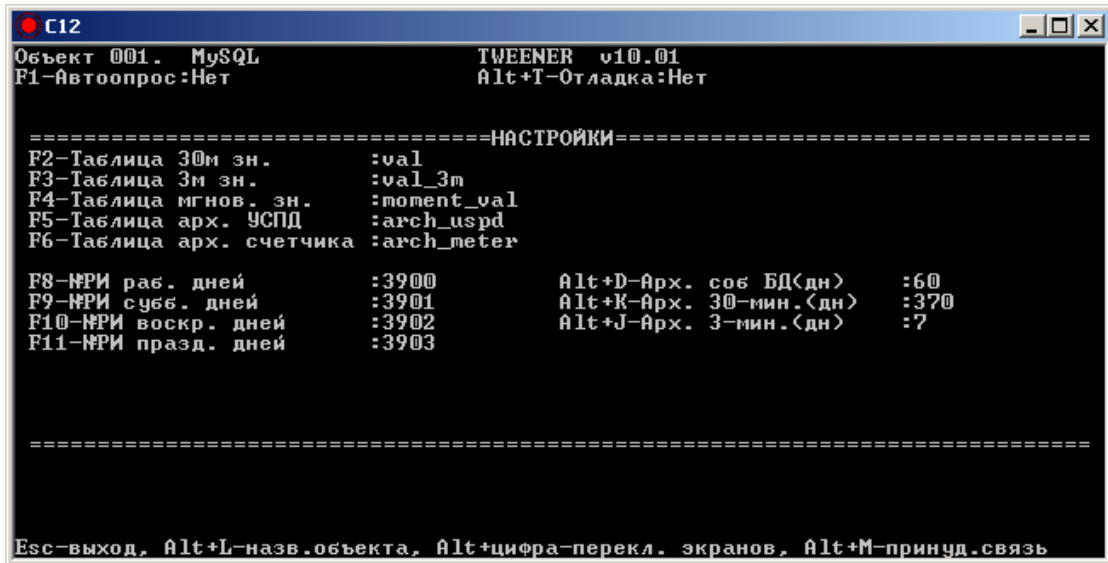 C12
Объект 001. MySQL TWEENER v10.01
F1-Автоопрос:Нет Alt+T-Отладка:Нет
==================================НАСТРОЙКИ===================================
F2-Таблица 30м зн. :val
F3-Таблица 3м зн. :val_3m
F4-Таблица мгнов. зн. :moment_val
F5-Таблица арх. УСПД :arch_uspd
F6-Таблица арх. счетчика :arch_meter
F8-№РИ раб. дней :3900 Alt+D-Арх. соб БД(дн) :60
F9-№РИ субб. дней :3901 Alt+K-Арх. 30-мин.(дн) :370
F10-№РИ воскр. дней :3902 Alt+J-Арх. 3-мин.(дн) :7
F11-№РИ празд. дней :3903
==============================================================================
Esc-выход, Alt+L-назв.объекта, Alt+цифра-перекл. экранов, Alt+M-принуд.связь